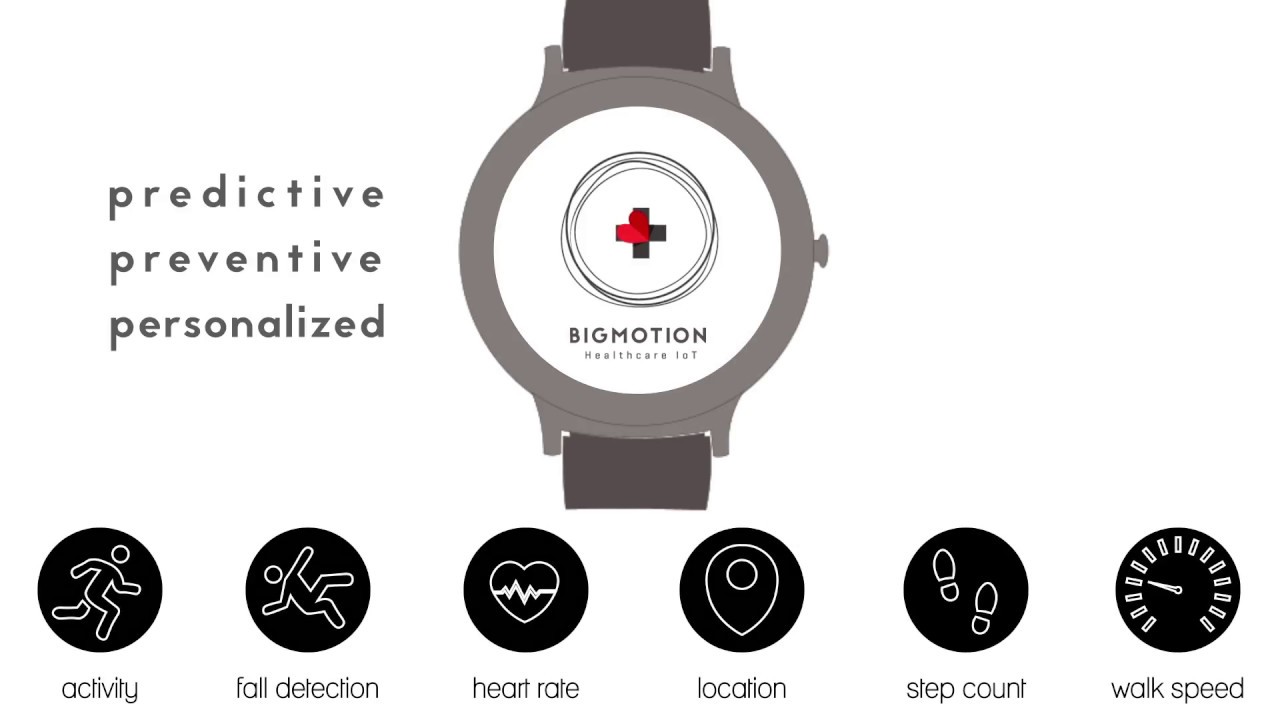 predictive
preventive
personalized
BIGMOTION
Healthcare IoT
activity
fall detection
heart rate
location
step count
walk speed